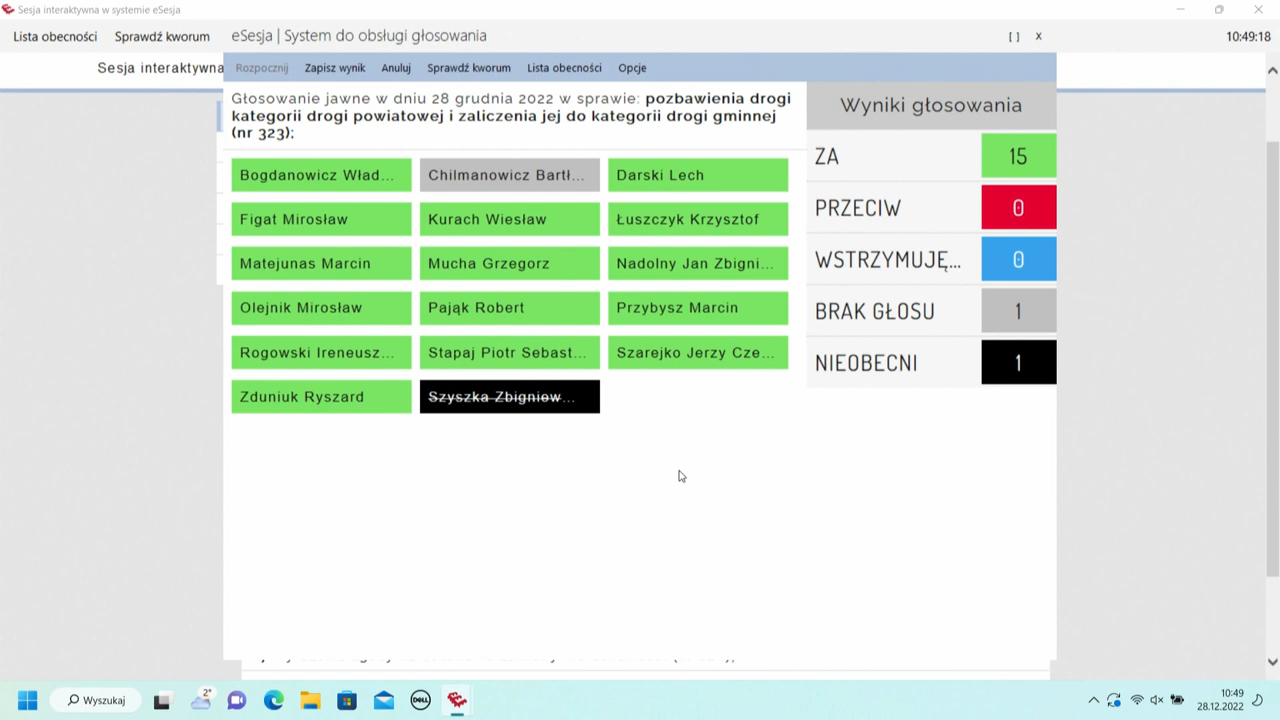 Sesja interaktywna w systemie eSesja
Lista obecności Sprawdź kworum eSesja | System do obsługi głosowania [ ] x 10:49:18
Sesja interaktywna
Rozpocznij Zapisz wynik Anuluj Sprawdź kworum Lista obecności Opcje
Głosowanie jawne w dniu 28 grudnia 2022 w sprawie: pozbawienia drogi
kategorii drogi powiatowej i zaliczenia jej do kategorii drogi gminnej
(nr 323):
Wyniki głosowania
Bogdanowicz Wład... Chilmanowicz Bartł... Darski Lech
Figat Mirosław Kurach Wiesław Łuszczyk Krzysztof
Matejunas Marcin Mucha Grzegorz Nadolny Jan Zbigni...
Olejnik Mirosław Pająk Robert Przybysz Marcin
Rogowski Ireneusz... Stapaj Piotr Sebast... Szarejko Jerzy Cze...
Zduniuk Ryszard Szyszka Zbigniew...
ZA 15
PRZECIW 0
WSTRZYMUJĘ... 0
BRAK GŁOSU 1
NIEOBECNI 1
2°
Wyszukaj
DELL
10:49
28.12.2022